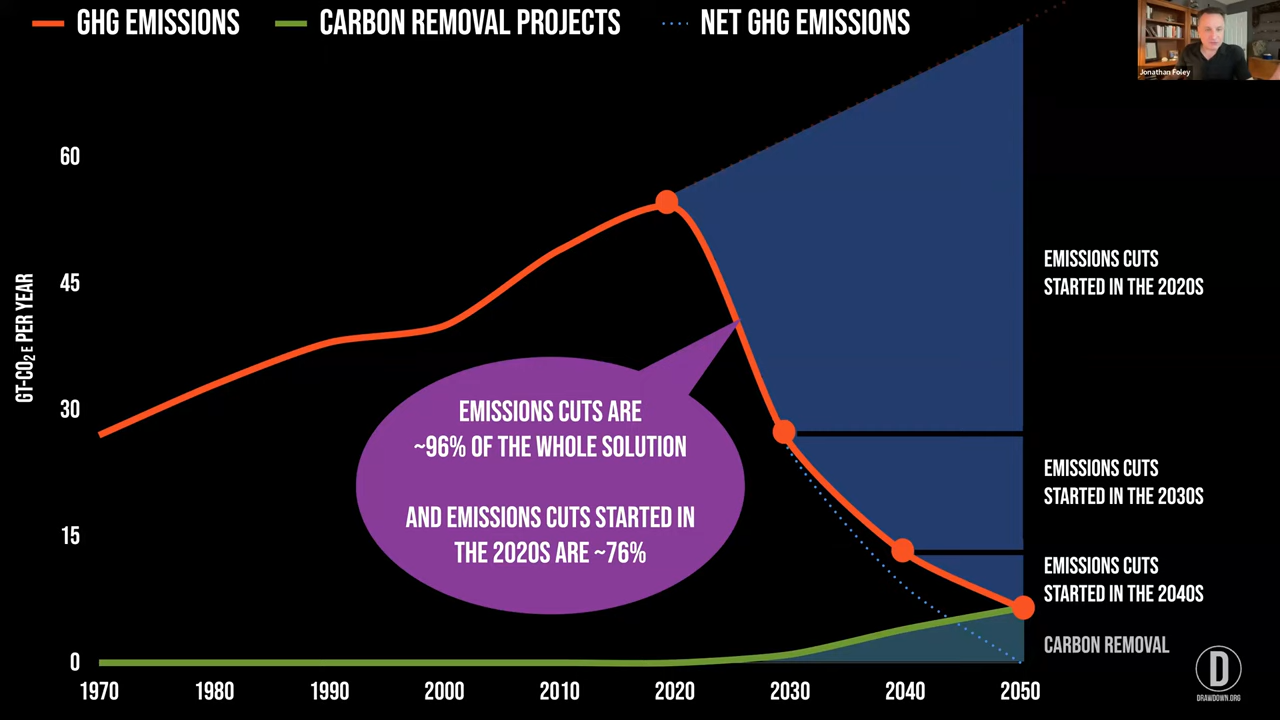 GHG EMISSIONS
CARBON REMOVAL PROJECTS
NET GHG EMISSIONS
Jonathan Foley
GT-CO2 E PER YEAR
60
45
30
15
0
EMISSIONS CUTS ARE
~96% OF THE WHOLE SOLUTION
AND EMISSIONS CUTS STARTED IN
THE 2020S ARE ~76%
EMISSIONS CUTS
STARTED IN THE 2020S
EMISSIONS CUTS
STARTED IN THE 2030S
EMISSIONS CUTS
STARTED IN THE 2040S
CARBON REMOVAL
1970 1980 1990 2000 2010 2020 2030 2040 2050
D
DRAWDOWN.ORG